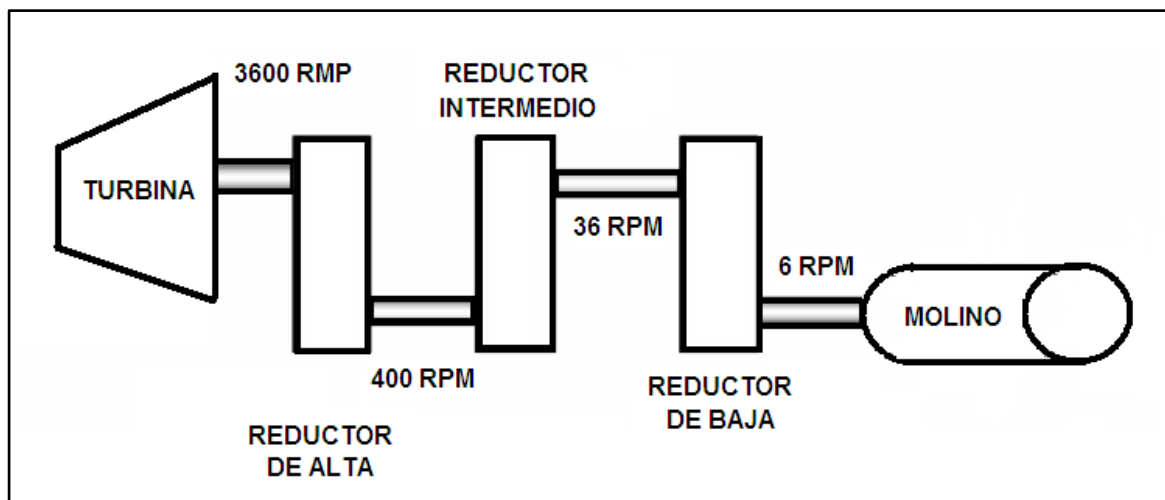 3600 RMP
REDUCTOR
INTERMEDIO
TURBINA
36 RPM
6 RPM
MOLINO
400 RPM
REDUCTOR
DE BAJA
REDUCTOR
DE ALTA